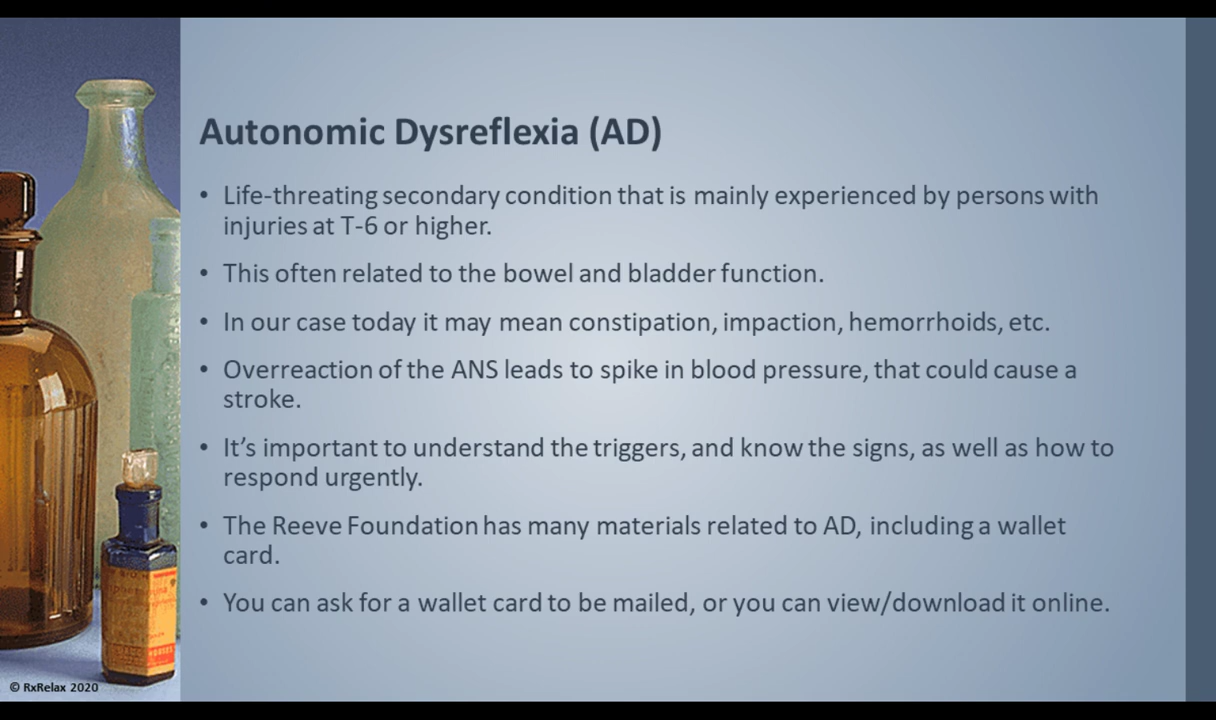 Autonomic Dysreflexia (AD)
• Life-threating secondary condition that is mainly experienced by persons with
injuries at T-6 or higher.
• This often related to the bowel and bladder function.
• In our case today it may mean constipation, impaction, hemorrhoids, etc.
• Overreaction of the ANS leads to spike in blood pressure, that could cause a
stroke.
• It’s important to understand the triggers, and know the signs, as well as how to
respond urgently.
• The Reeve Foundation has many materials related to AD, including a wallet
card.
• You can ask for a wallet card to be mailed, or you can view/download it online.
© RxRelax 2020